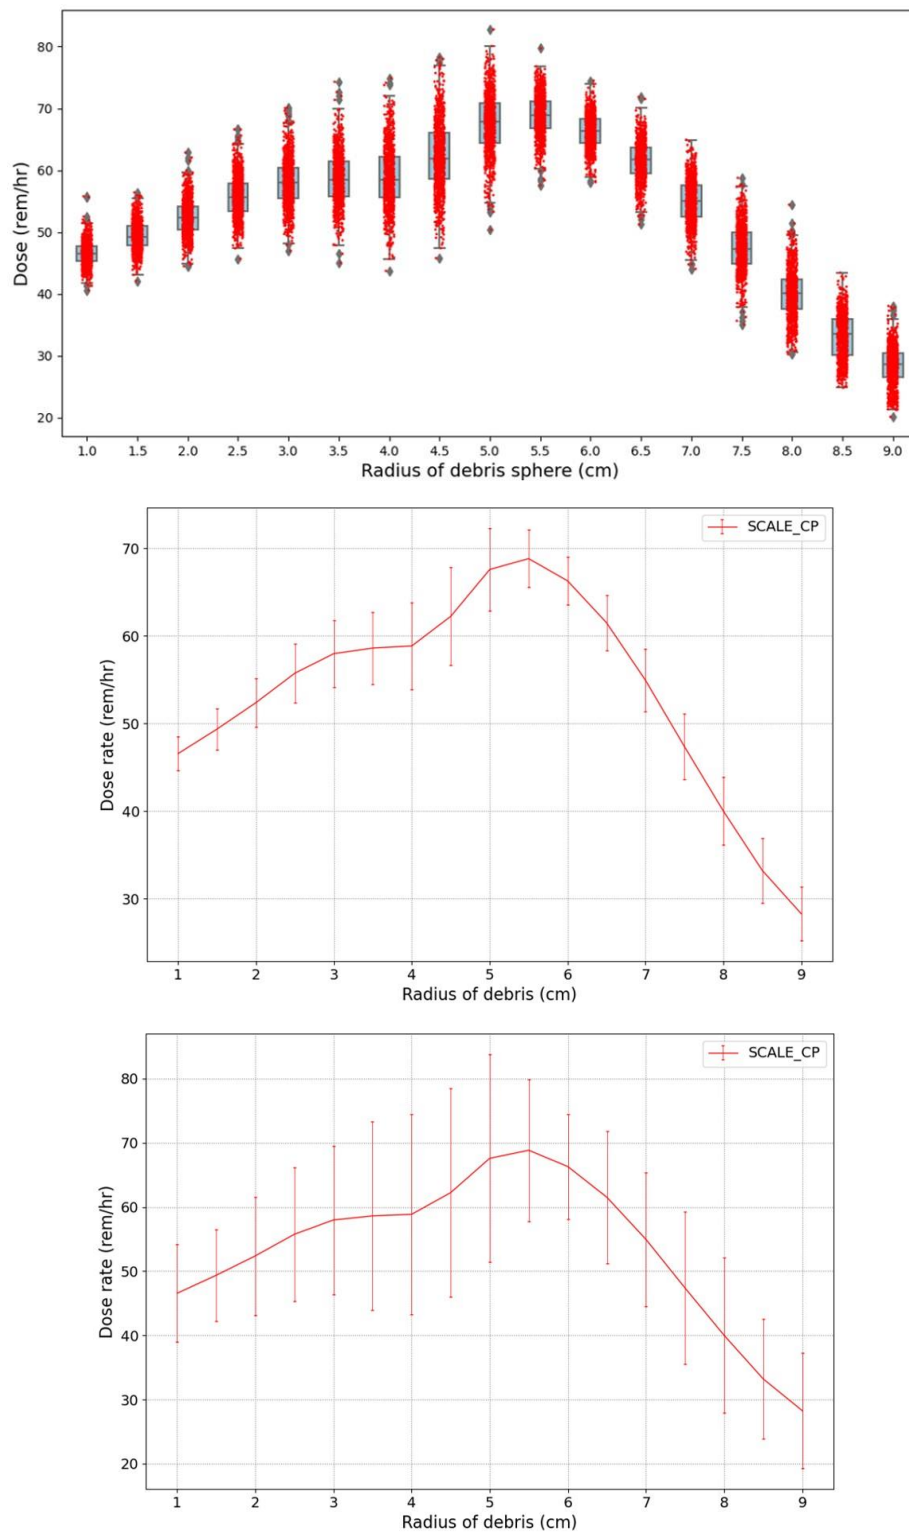 80
70
60
50
40
30
20
Dose (rem/hr)
1.0 1.5 2.0 2.5 3.0 3.5 4.0 4.5 5.0 5.5 6.0 6.5 7.0 7.5 8.0 8.5 9.0
Radius of debris sphere (cm)
SCALE_CP
70
60
50
40
30
Dose rate (rem/hr)
1 2 3 4 5 6 7 8 9
Radius of debris (cm)
SCALE_CP
80
70
60
50
40
30
20
Dose rate (rem/hr)
1 2 3 4 5 6 7 8 9
Radius of debris (cm)